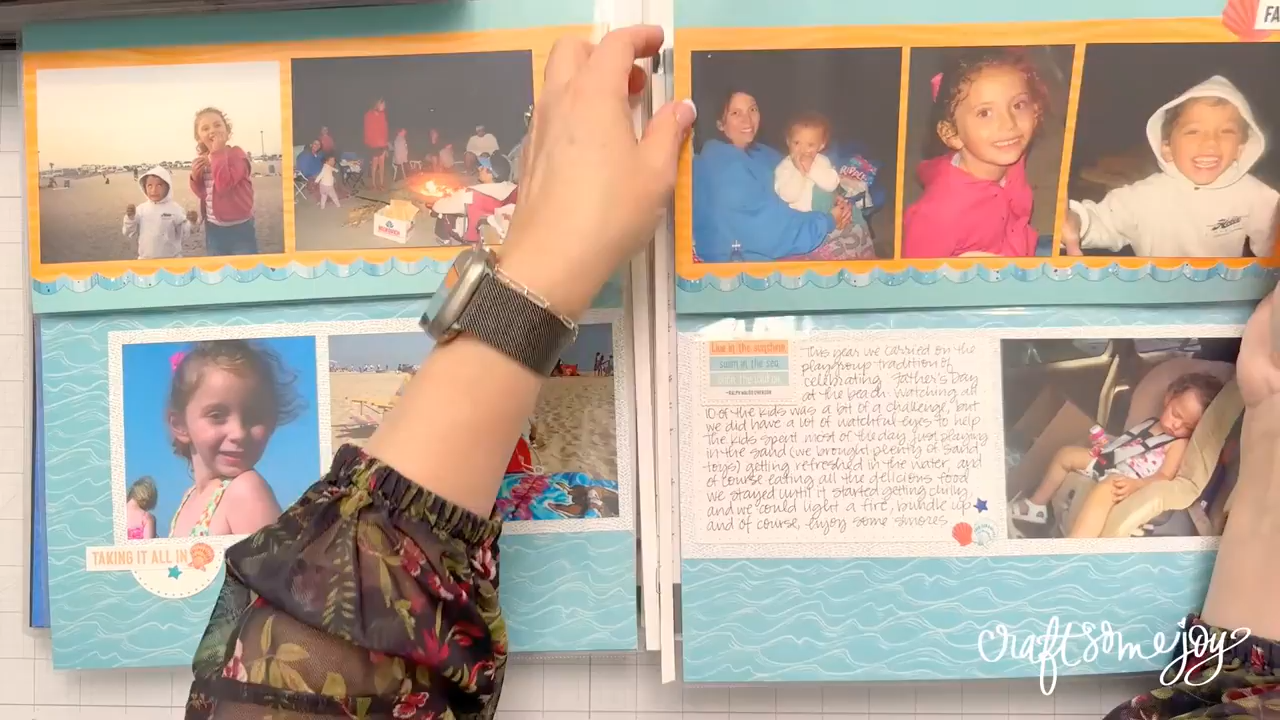 FA
TAKING IT ALL IN
Live in the sunshine,
swim in the sea,
~RALPH WALDO EMERSON
This year we carried on the
playgroup tradition of
celebrating Father's Day
at the beach. watching all
10 of the kids was a bit of a challenge, but
we did have a lot of watchful eyes to help
The kids spent most of the day just playing
in the sand (we brought plenty of sand
toys) getting refreshed in the water, and
of course eating all the delicious food
we stayed until it started getting chilly
and we could light a fire, bundle up
and of course, enjoy some smores
craftsomejoy